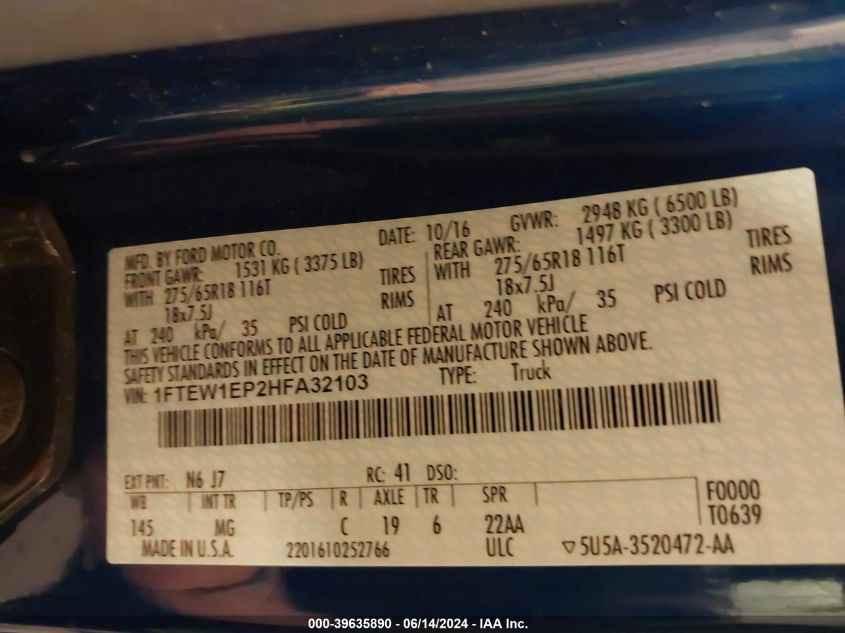 MFD. BY FORD MOTOR CO.
DATE: 10/16 GVWR: 2948 KG ( 6500 LB)
FRONT GAWR: 1531 KG ( 3375 LB) REAR GAWR: 1497 KG ( 3300 LB)
WITH 275/65R18 116T TIRES WITH 275/65R18 116T TIRES
18x7.5J RIMS 18x7.5J RIMS
AT 240 kPa/ 35 PSI COLD AT 240 kPa/ 35 PSI COLD
THIS VEHICLE CONFORMS TO ALL APPLICABLE FEDERAL MOTOR VEHICLE
SAFETY STANDARDS IN EFFECT ON THE DATE OF MANUFACTURE SHOWN ABOVE.
VIN: 1FTEW1EP2HFA32103 TYPE: Truck
EXT PNT: N6 J7 RC: 41 DSO:
WB INT TR TP/PS R AXLE TR SPR F0000
145 MG C 19 6 22AA T0639
MADE IN U.S.A. 2201610252766 ULC ▽5U5A-3520472-AA
000-39635890 - 06/14/2024 - IAA Inc.